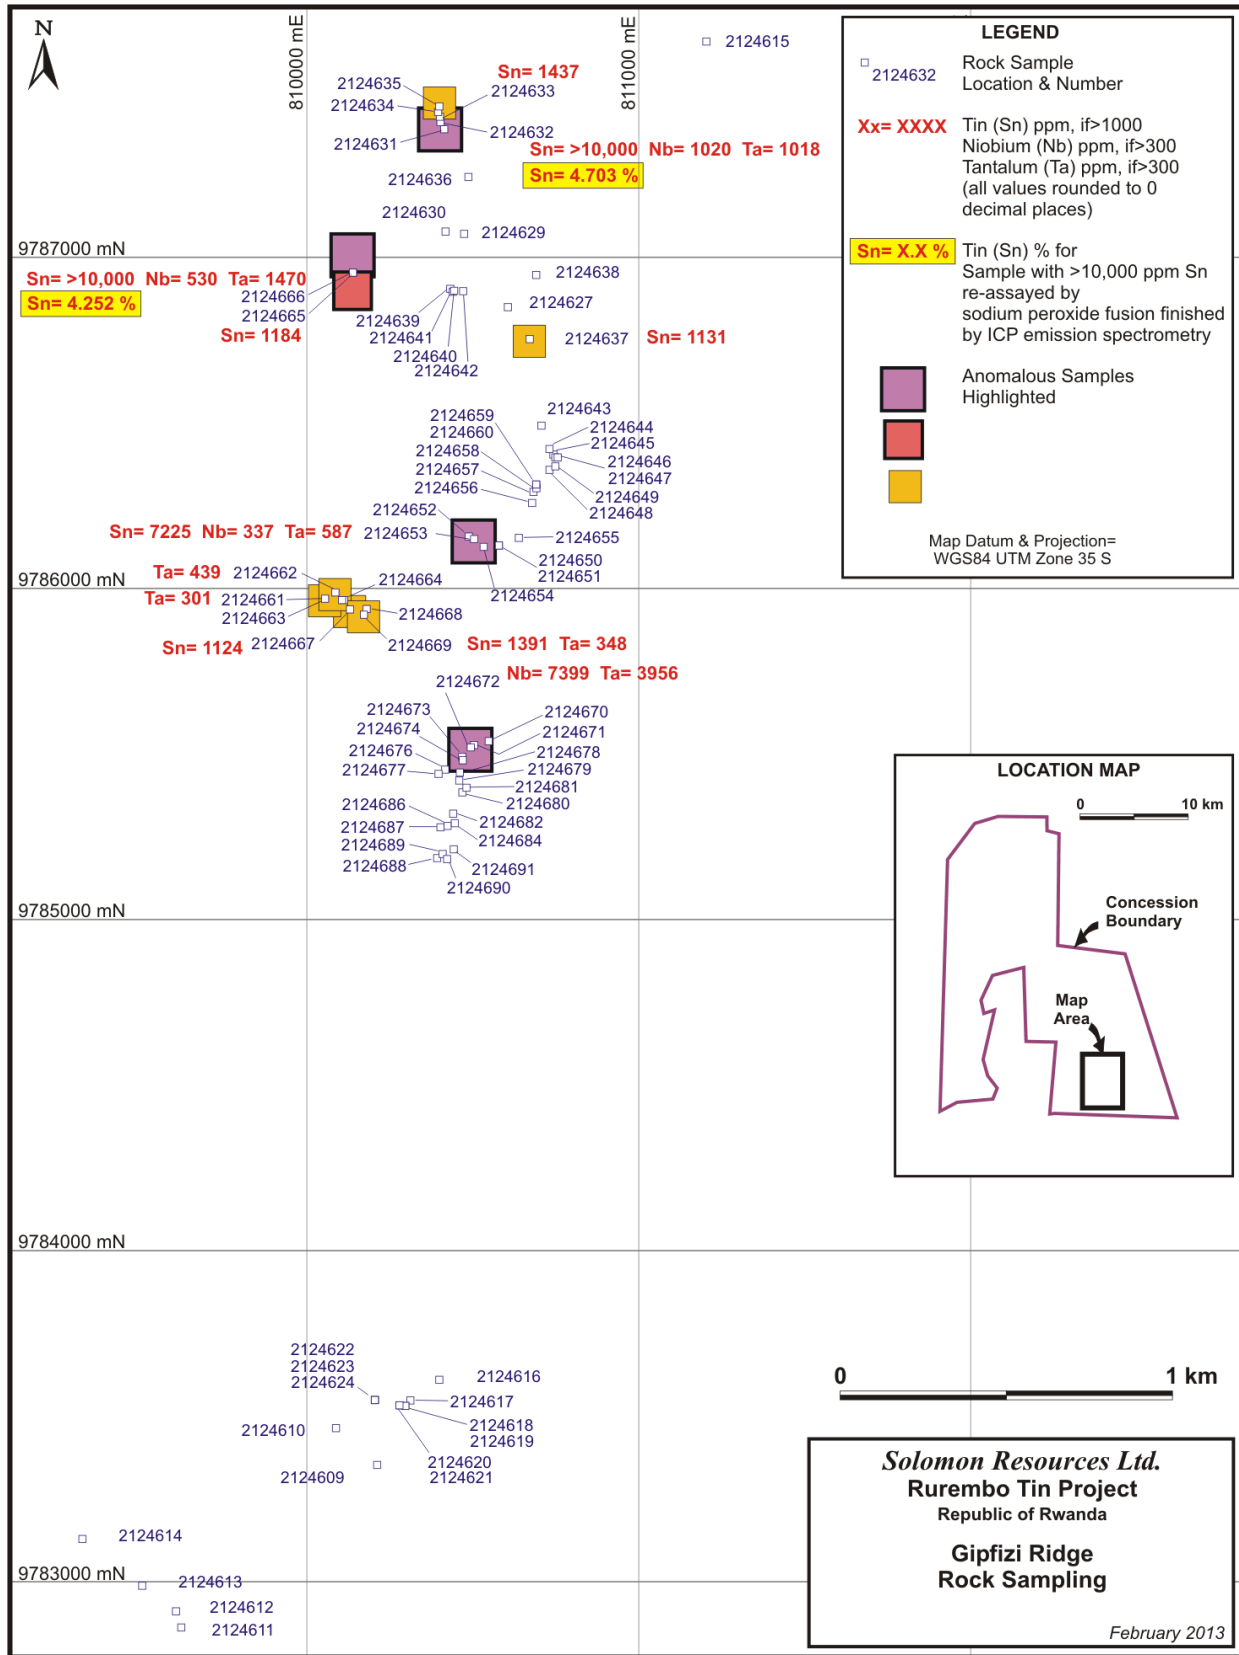 N
810000 mE
811000 mE
2124615
LEGEND
2124632
Rock Sample
Location & Number
Xx= XXXX
Tin (Sn) ppm, if>1000
Niobium (Nb) ppm, if>300
Tantalum (Ta) ppm, if>300
(all values rounded to 0
decimal places)
Sn= X.X %
Tin (Sn) % for
Sample with >10,000 ppm Sn
re-assayed by
sodium peroxide fusion finished
by ICP emission spectrometry
Anomalous Samples
Highlighted
Map Datum & Projection=
WGS84 UTM Zone 35 S
Sn= 1437
2124635
2124633
2124634
2124632
2124631
Sn= >10,000 Nb= 1020 Ta= 1018
Sn= 4.703 %
2124636
2124630
2124629
9787000 mN
Sn= >10,000 Nb= 530 Ta= 1470
Sn= 4.252 %
2124666
2124665
Sn= 1184
2124638
2124627
2124639
2124641
2124640
2124642
2124637
Sn= 1131
2124643
2124659
2124660
2124644
2124645
2124658
2124646
2124657
2124647
2124656
2124649
2124648
2124652
Sn= 7225 Nb= 337 Ta= 587
2124653
2124655
2124650
2124651
2124654
9786000 mN
Ta= 439
2124662
2124664
Ta= 301
2124661
2124663
2124668
Sn= 1124
2124667
2124669
Sn= 1391 Ta= 348
Nb= 7399 Ta= 3956
2124672
2124673
2124670
2124674
2124671
2124676
2124678
2124677
2124679
2124681
2124680
2124686
2124682
2124687
2124684
2124689
2124688
2124691
2124690
9785000 mN
LOCATION MAP
0
10 km
Concession
Boundary
Map
Area
9784000 mN
2124622
2124623
2124624
2124616
2124617
2124610
2124618
2124619
2124620
2124621
2124609
0
1 km
2124614
9783000 mN
2124613
2124612
2124611
Solomon Resources Ltd.
Rurembo Tin Project
Republic of Rwanda
Gipfizi Ridge
Rock Sampling
February 2013